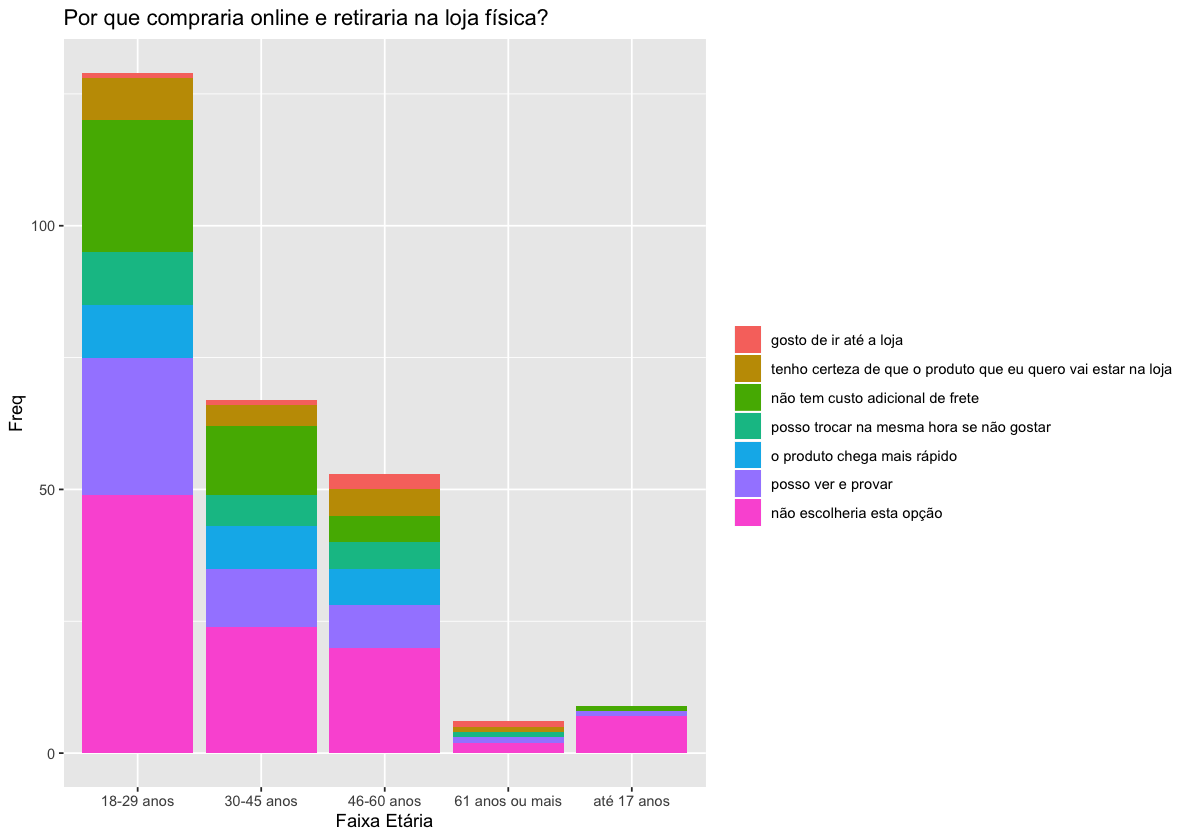 Por que compraria online e retiraria na loja física?
100
50
0
Freq
18-29 anos
30-45 anos
46-60 anos
61 anos ou mais
até 17 anos
Faixa Etária
gosto de ir até a loja
tenho certeza de que o produto que eu quero vai estar na loja
não tem custo adicional de frete
posso trocar na mesma hora se não gostar
o produto chega mais rápido
posso ver e provar
não escolheria esta opção